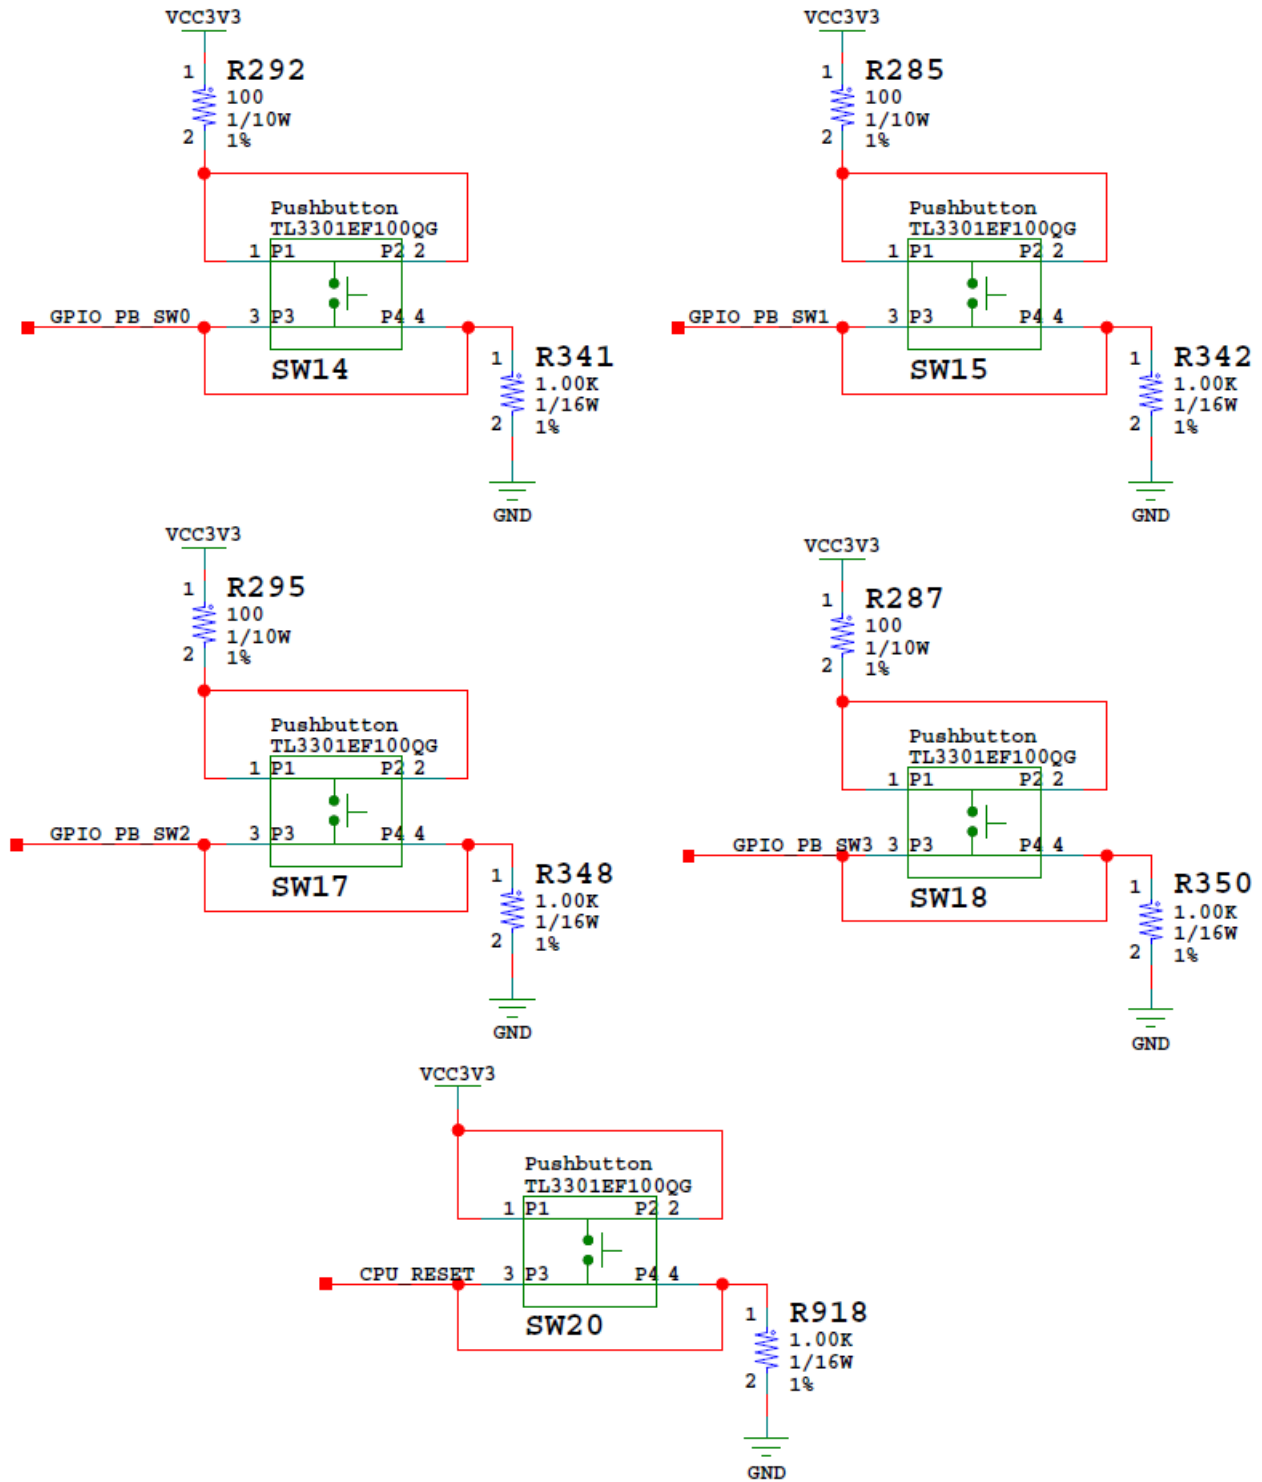 VCC3V3
1 R292
100
1/10W
2 1%
Pushbutton
TL3301EF100QG
1 P1 P2 2
GPIO_PB_SW0 3 P3 P4 4
SW14
1 R341
1.00K
1/16W
2 1%
GND
VCC3V3
1 R285
100
1/10W
2 1%
Pushbutton
TL3301EF100QG
1 P1 P2 2
GPIO_PB_SW1 3 P3 P4 4
SW15
1 R342
1.00K
1/16W
2 1%
GND
VCC3V3
1 R295
100
1/10W
2 1%
Pushbutton
TL3301EF100QG
1 P1 P2 2
GPIO_PB_SW2 3 P3 P4 4
SW17
1 R348
1.00K
1/16W
2 1%
GND
VCC3V3
1 R287
100
1/10W
2 1%
Pushbutton
TL3301EF100QG
1 P1 P2 2
GPIO_PB_SW3 3 P3 P4 4
SW18
1 R350
1.00K
1/16W
2 1%
GND
VCC3V3
Pushbutton
TL3301EF100QG
1 P1 P2 2
CPU_RESET 3 P3 P4 4
SW20
1 R918
1.00K
1/16W
2 1%
GND